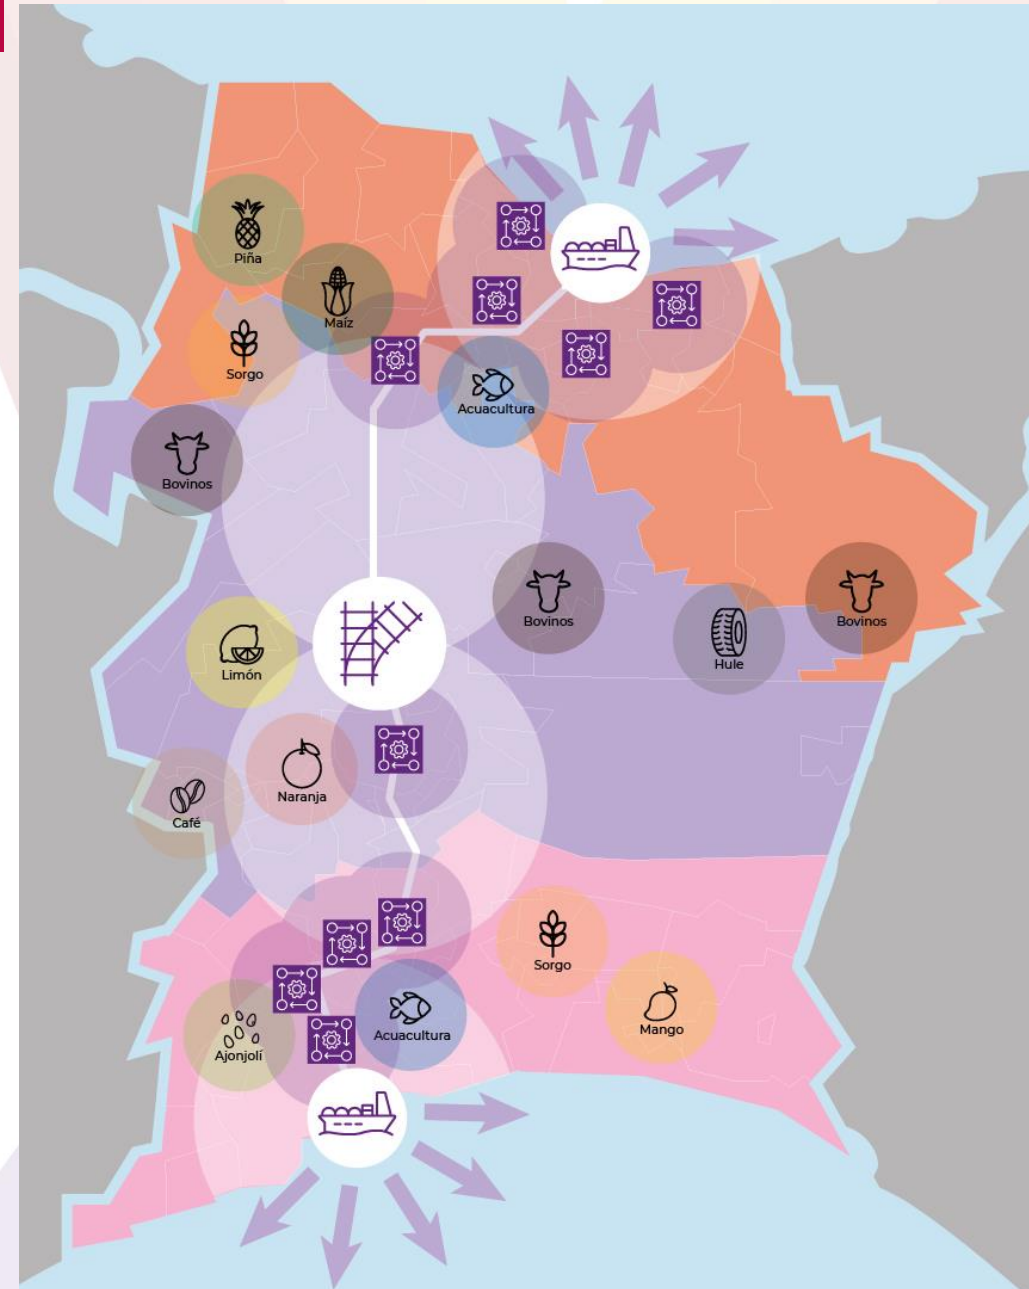 Piña
Maíz
Sorgo
Acuacultura
Bovinos
Bovinos
Bovinos
Hule
Limón
Naranja
Café
Sorgo
Mango
Ajonjolí
Acuacultura